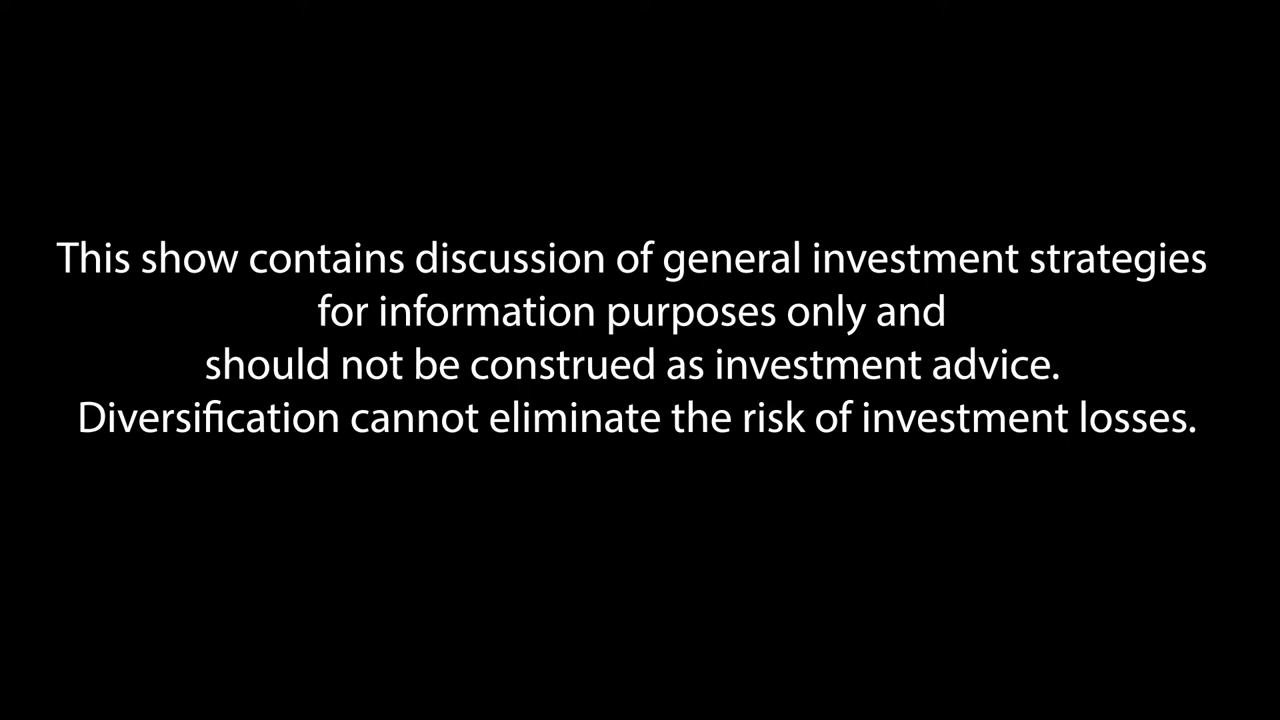 This show contains discussion of general investment strategies
for information purposes only and
should not be construed as investment advice.
Diversification cannot eliminate the risk of investment losses.